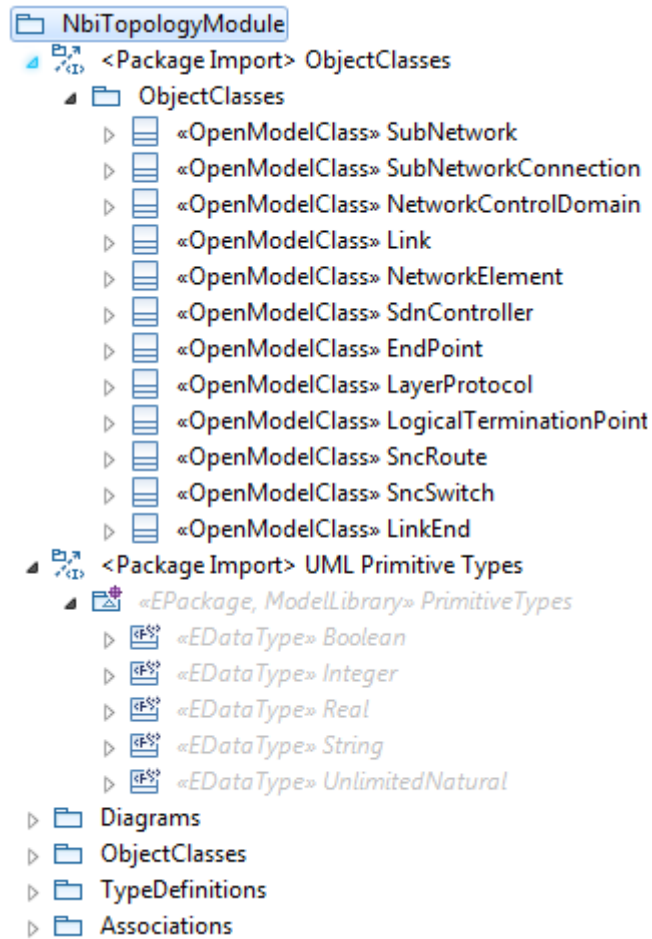 NbiTopologyModule
<Package Import> ObjectClasses
ObjectClasses
«OpenModelClass» SubNetwork
«OpenModelClass» SubNetworkConnection
«OpenModelClass» NetworkControlDomain
«OpenModelClass» Link
«OpenModelClass» NetworkElement
«OpenModelClass» SdnController
«OpenModelClass» EndPoint
«OpenModelClass» LayerProtocol
«OpenModelClass» LogicalTerminationPoint
«OpenModelClass» SncRoute
«OpenModelClass» SncSwitch
«OpenModelClass» LinkEnd
<Package Import> UML Primitive Types
«EPackage, ModelLibrary» PrimitiveTypes
«EDataType» Boolean
«EDataType» Integer
«EDataType» Real
«EDataType» String
«EDataType» UnlimitedNatural
Diagrams
ObjectClasses
TypeDefinitions
Associations